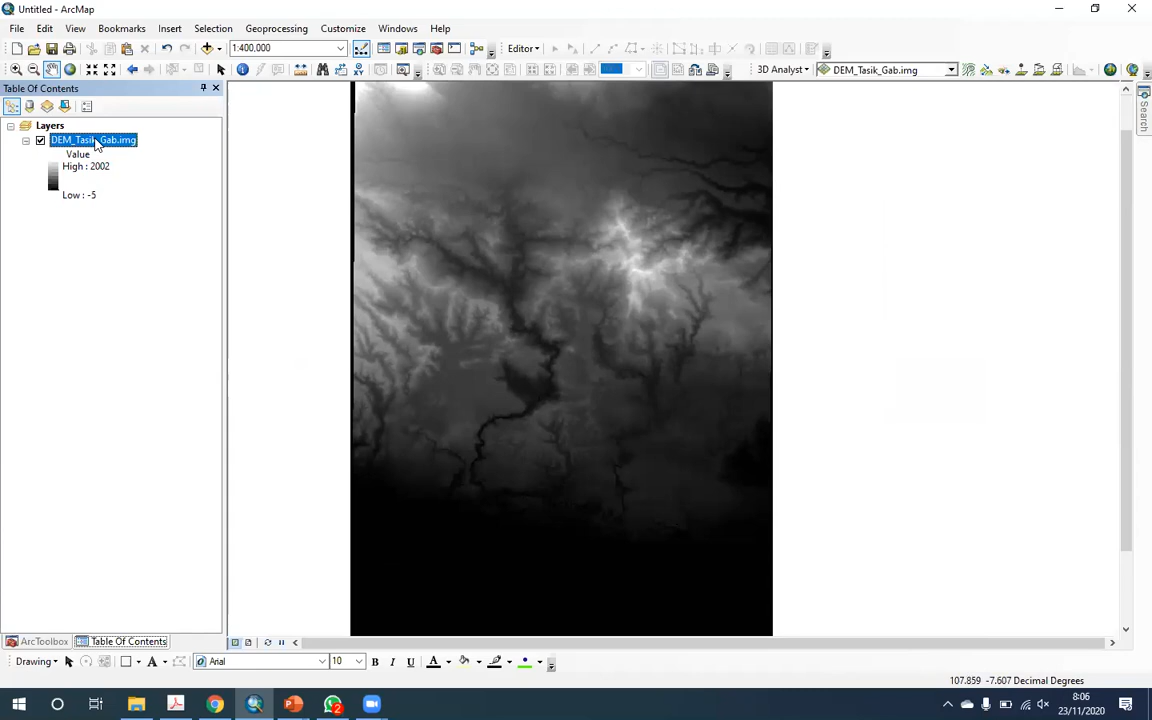 Untitled - ArcMap
File Edit View Bookmarks Insert Selection Geoprocessing Customize Windows Help
1:400,000 Editor
3D Analyst DEM_Tasik_Gab.img
Table Of Contents
Layers
DEM_Tasik_Gab.img
Value
High : 2002
Low : -5
Search
ArcToolbox Table Of Contents
Drawing A Arial 10 B I U A
107.859 -7.607 Decimal Degrees
2
8:06
23/11/2020